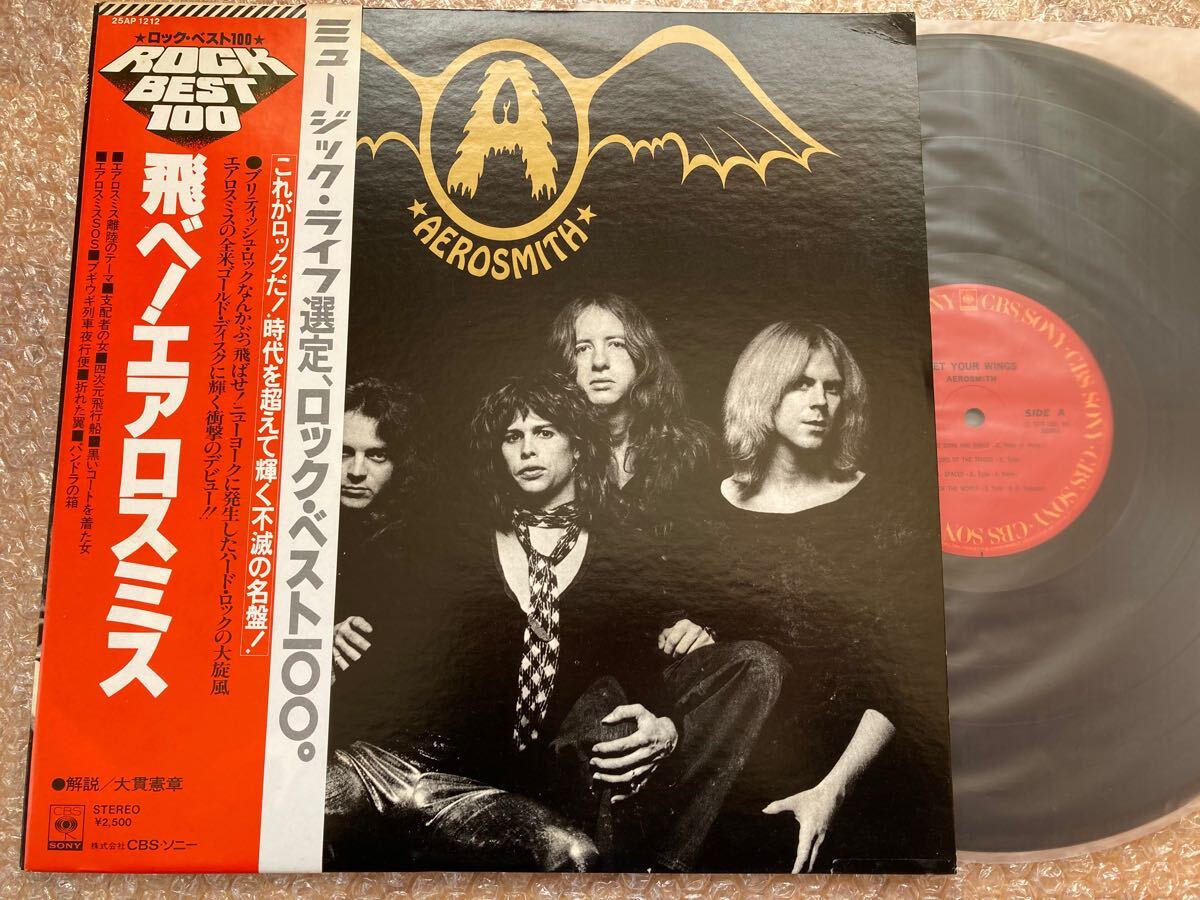 25AP 1212
★ロック・ベスト100★
ROCK
BEST
100
ミュージック・ライフ選定、ロック・ベスト一〇〇。
これがロックだ!時代を超えて輝く不滅の名盤!
●ブリティッシュ・ロックなんかぶっ飛ばせ!ニューヨークに発生したハード・ロックの大旋風
エアロスミスの全米ゴールド・ディスクに輝く衝撃のデビュー!!
飛べ!エアロスミス
■エアロスミス離陸のテーマ■支配者の女■四次元飛行船■黒いコートを着た女
■エアロスミスSOS■ブギウギ列車夜行便■折れた翼■パンドラの箱
●解説/大貫憲章
CBS
SONY
STEREO
¥2,500
株式会社CBS・ソニー
A
★AEROSMITH★
SONY CBS/SONY·CBS/SONY·CBS/SONY·CBS SONY
ET YOUR WINGS
AEROSMITH
SIDE A